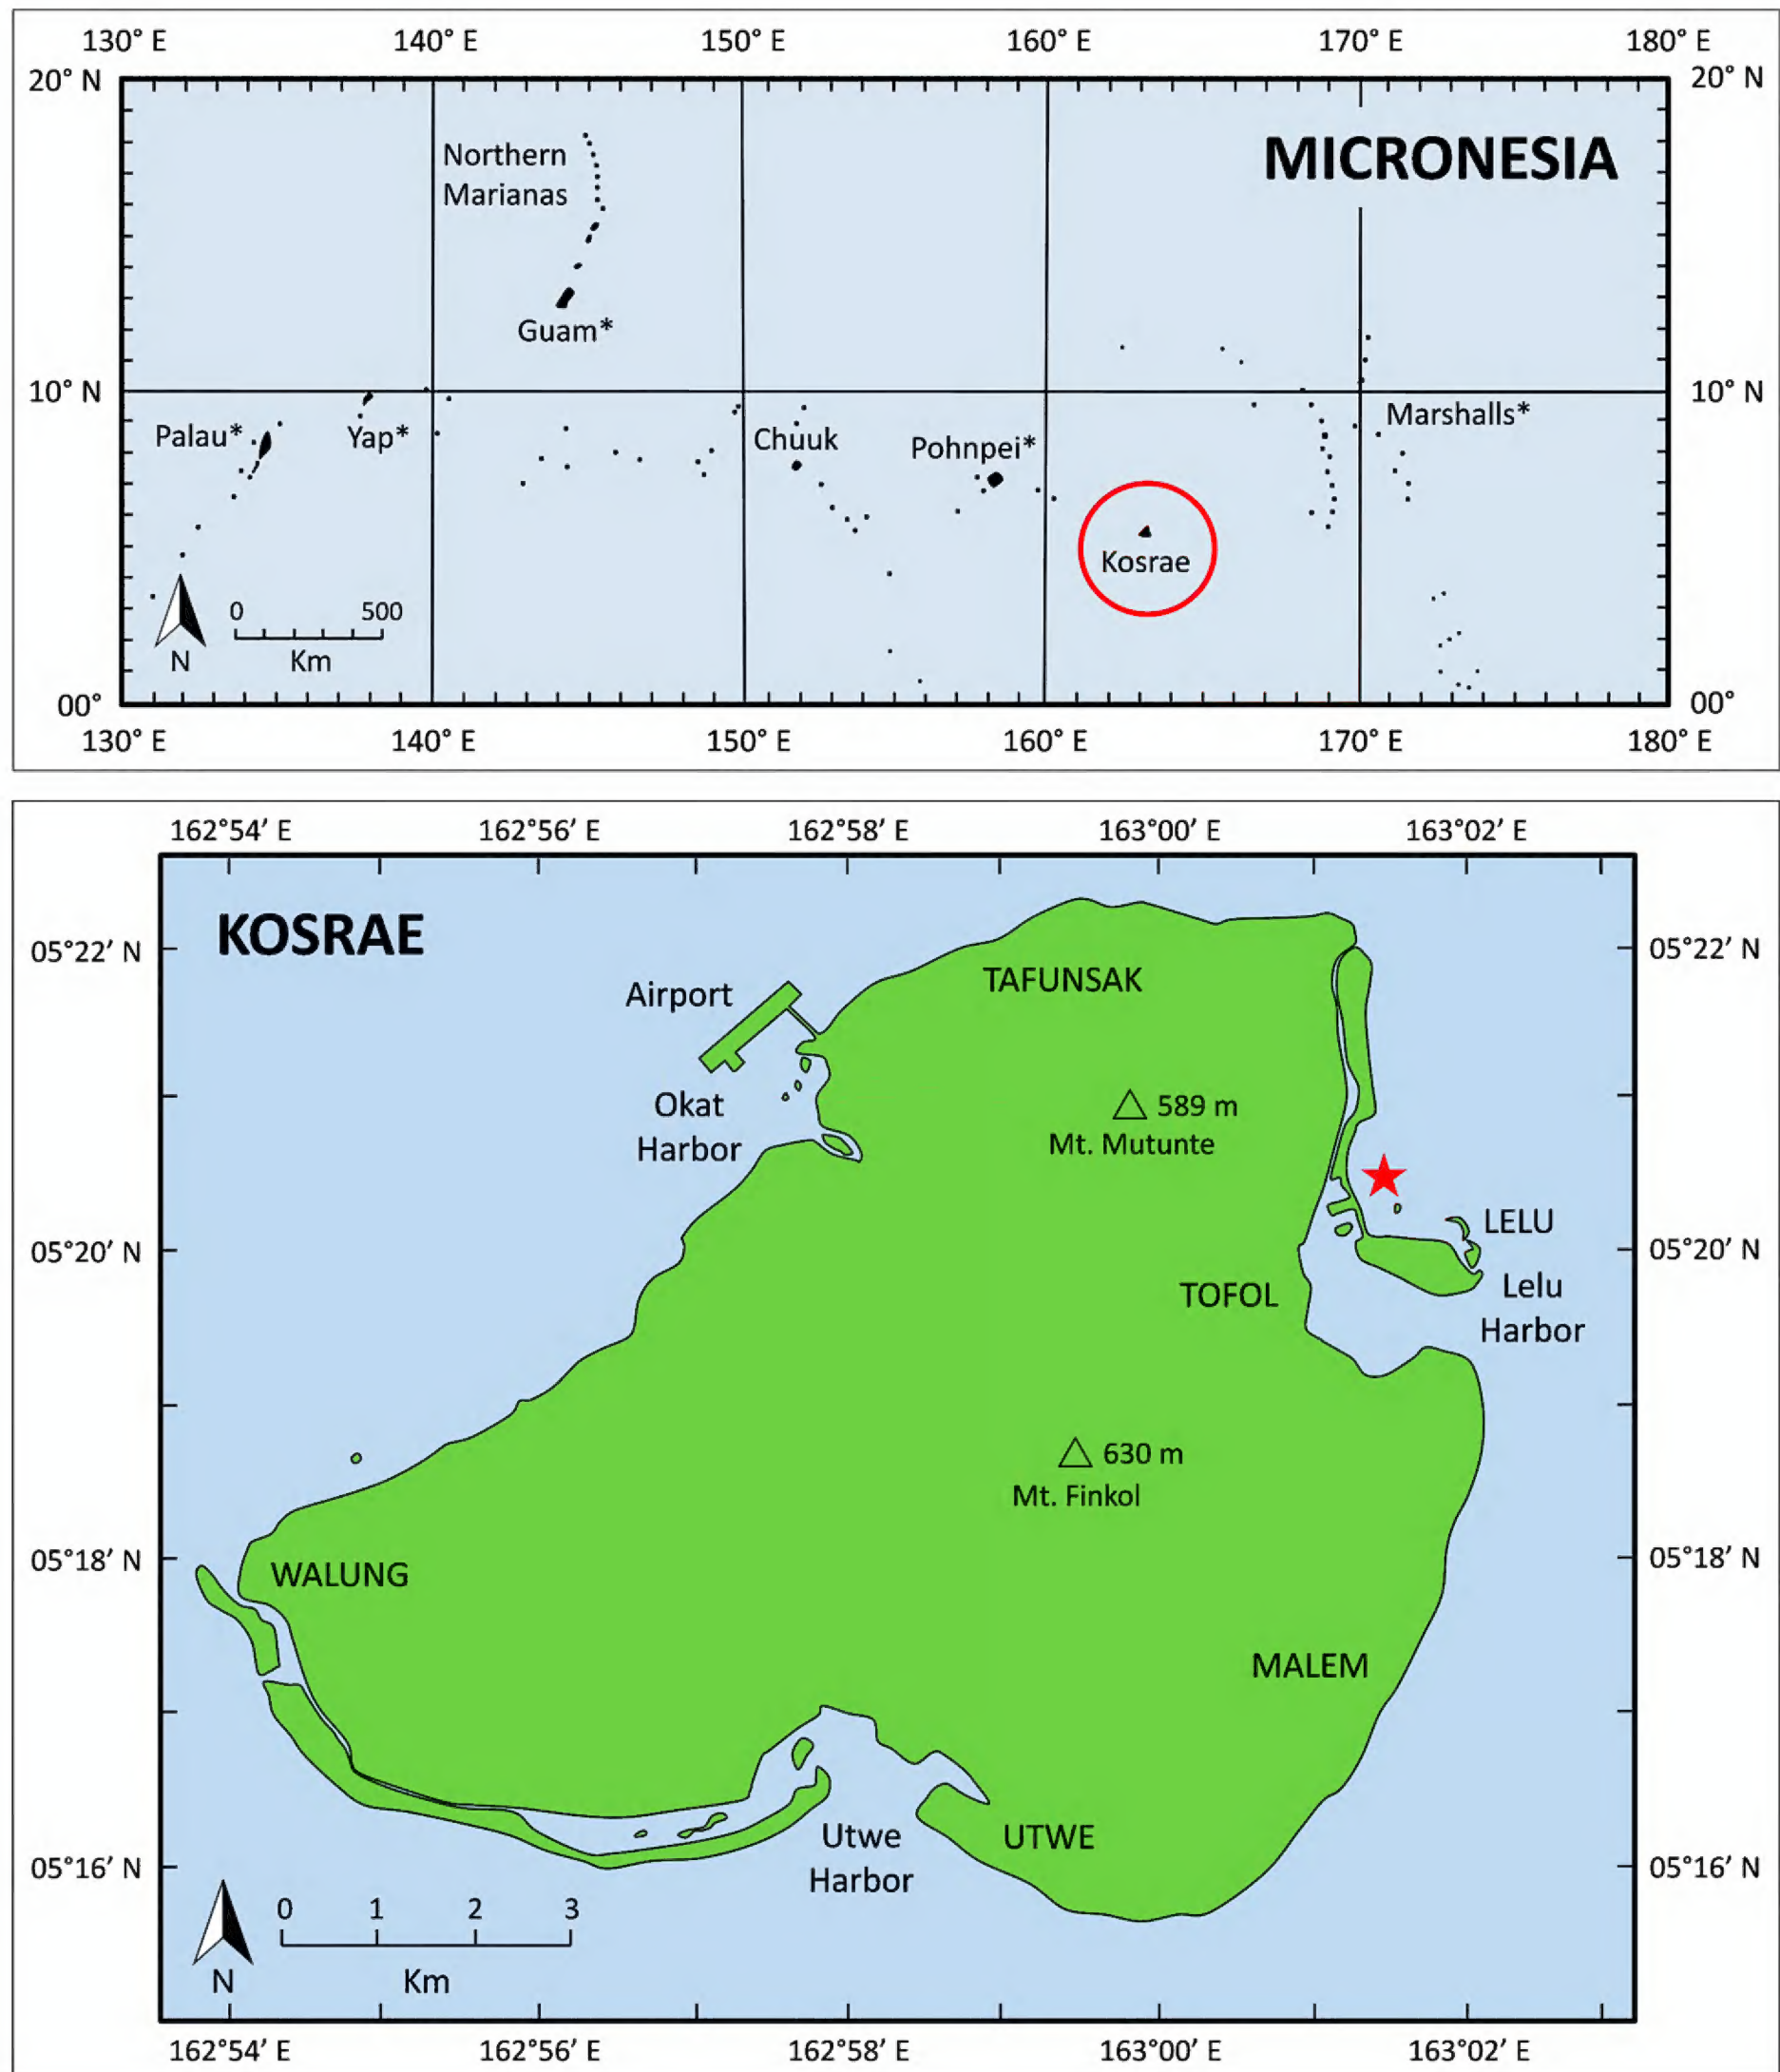 130° E 140° E 150° E 160° E 170° E 180° E
20° N 20° N
MICRONESIA
Northern
Marianas
Guam*
10° N 10° N
Marshalls*
Palau* Yap* Chuuk Pohnpei*
Kosrae
0 500
N Km
00° 00°
130° E 140° E 150° E 160° E 170° E 180° E
162°54′ E 162°56′ E 162°58′ E 163°00′ E 163°02′ E
KOSRAE
05°22′ N 05°22′ N
TAFUNSAK
Airport
589 m
Mt. Mutunte
Okat
Harbor
LELU
05°20′ N 05°20′ N
TOFOL
Lelu
Harbor
630 m
Mt. Finkol
05°18′ N 05°18′ N
WALUNG
MALEM
Utwe
Harbor
UTWE
05°16′ N 05°16′ N
0 1 2 3
N Km
162°54′ E 162°56′ E 162°58′ E 163°00′ E 163°02′ E